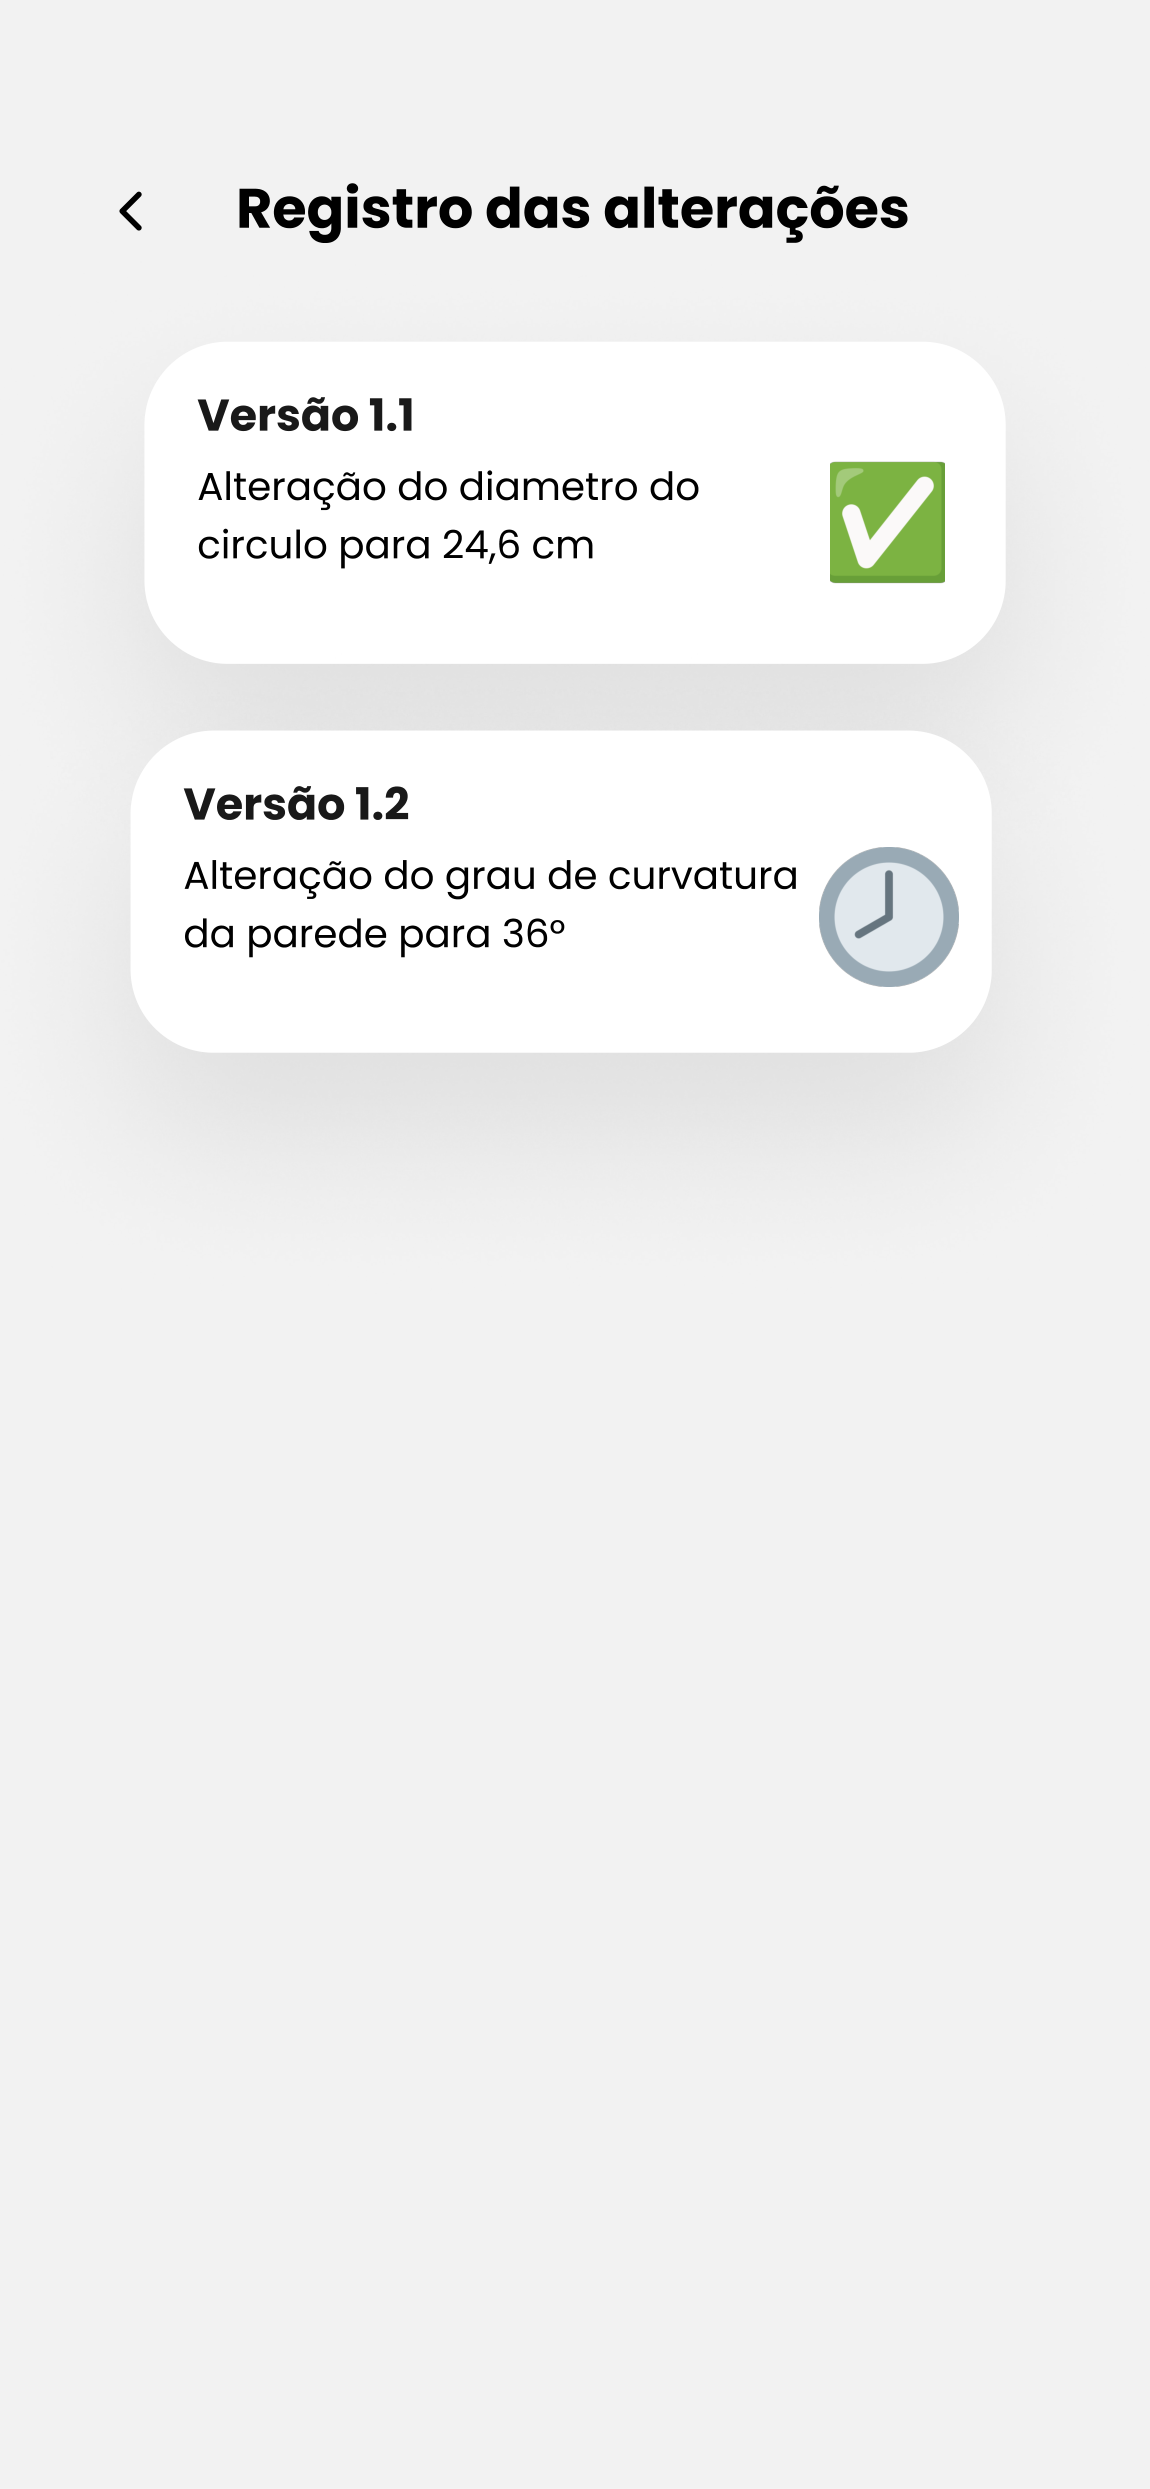 Registro das alterações
Versão 1.1
Alteração do diametro do
circulo para 24,6 cm
Versão 1.2
Alteração do grau de curvatura
da parede para 36º